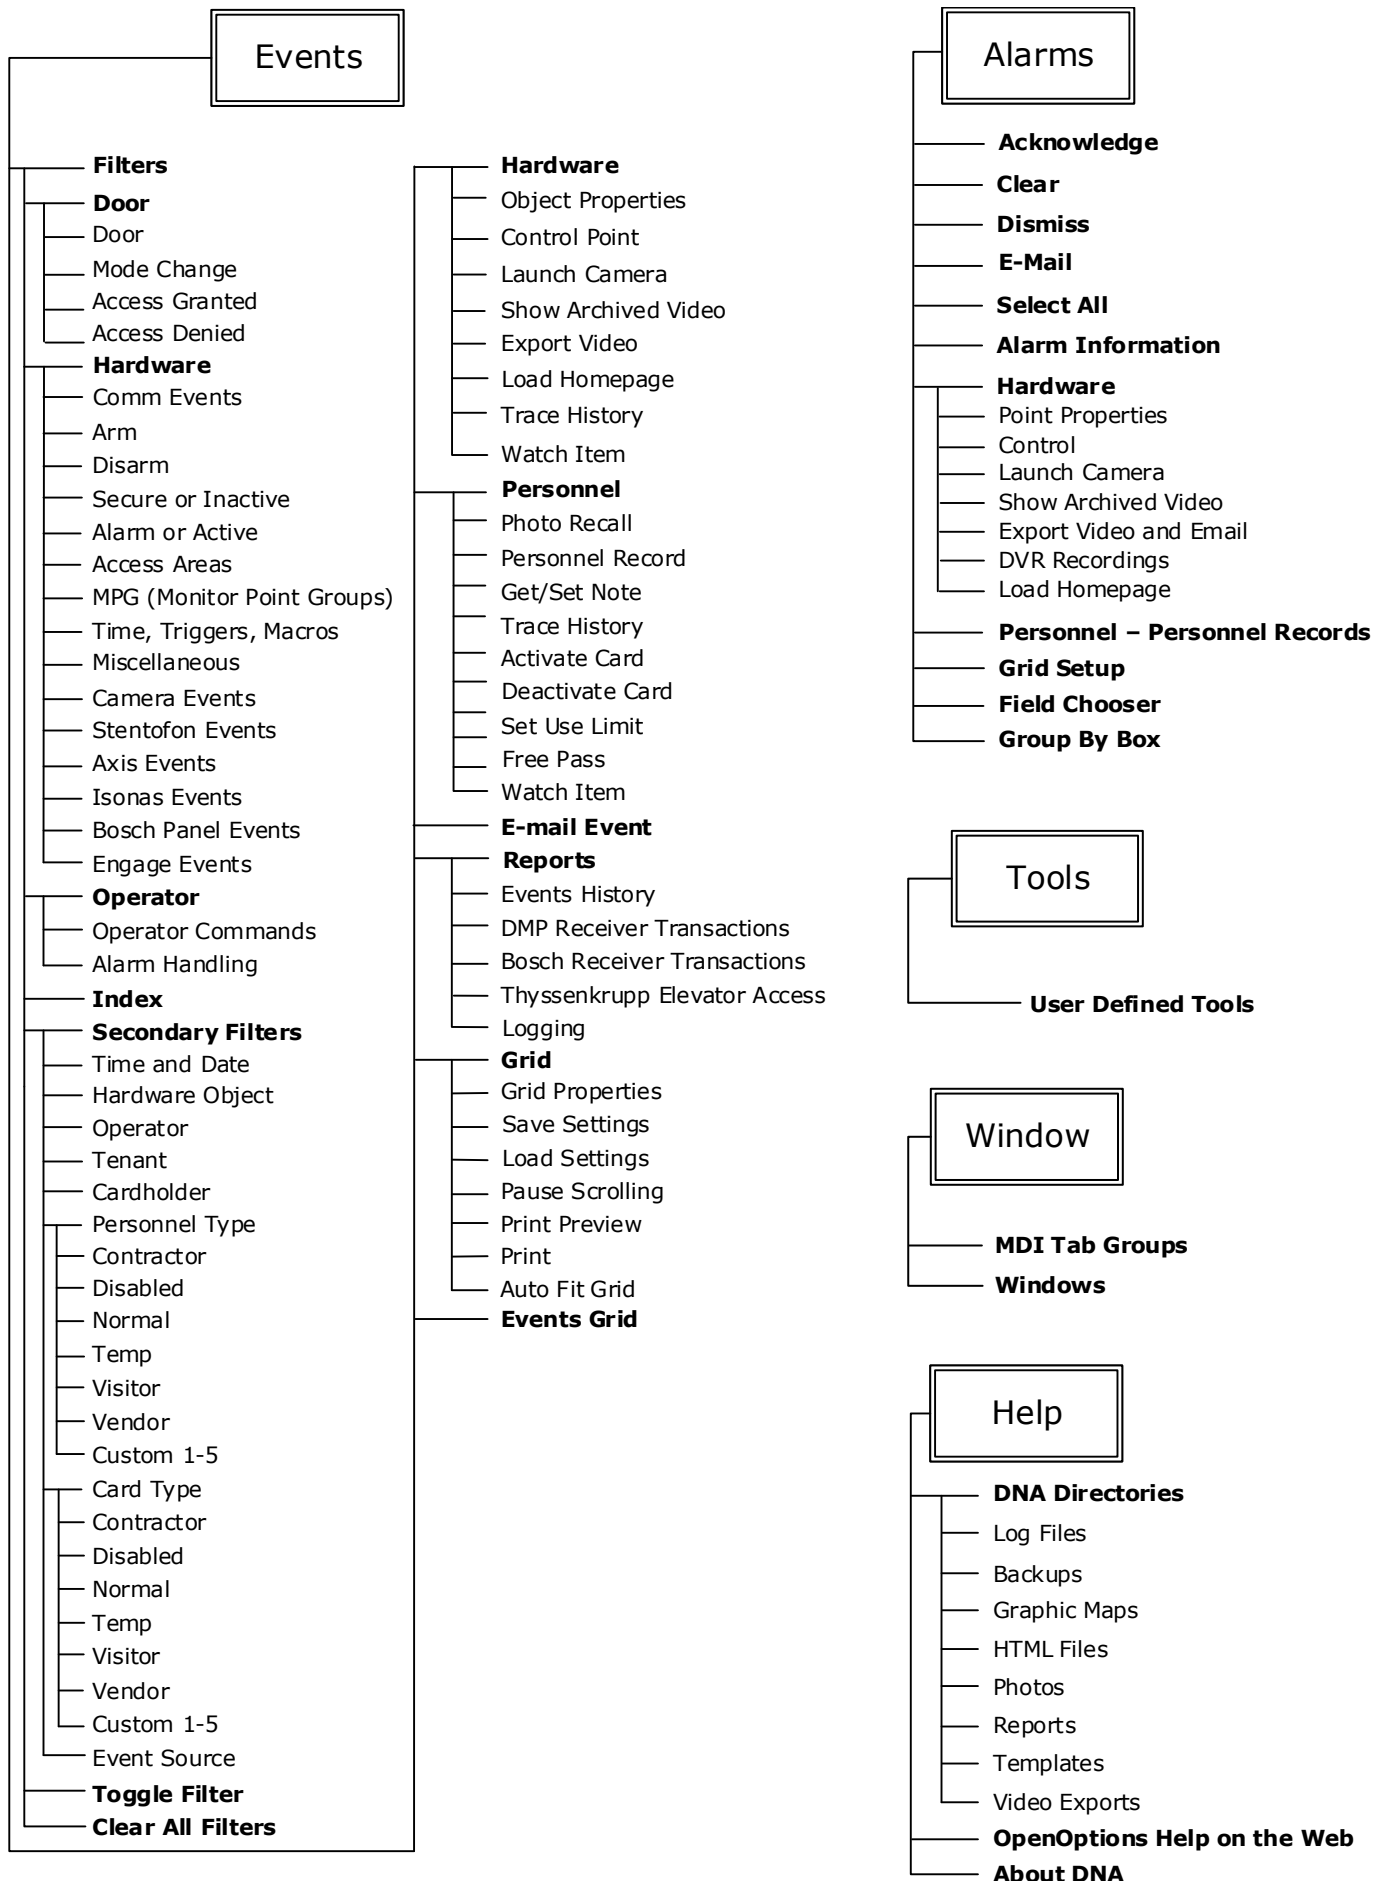 Events
Filters
Door
Door
Mode Change
Access Granted
Access Denied
Hardware
Comm Events
Arm
Disarm
Secure or Inactive
Alarm or Active
Access Areas
MPG (Monitor Point Groups)
Time, Triggers, Macros
Miscellaneous
Camera Events
Stentofon Events
Axis Events
Isonas Events
Bosch Panel Events
Engage Events
Operator
Operator Commands
Alarm Handling
Index
Secondary Filters
Time and Date
Hardware Object
Operator
Tenant
Cardholder
Personnel Type
Contractor
Disabled
Normal
Temp
Visitor
Vendor
Custom 1-5
Card Type
Contractor
Disabled
Normal
Temp
Visitor
Vendor
Custom 1-5
Event Source
Toggle Filter
Clear All Filters
Hardware
Object Properties
Control Point
Launch Camera
Show Archived Video
Export Video
Load Homepage
Trace History
Watch Item
Personnel
Photo Recall
Personnel Record
Get/Set Note
Trace History
Activate Card
Deactivate Card
Set Use Limit
Free Pass
Watch Item
E-mail Event
Reports
Events History
DMP Receiver Transactions
Bosch Receiver Transactions
Thyssenkrupp Elevator Access
Logging
Grid
Grid Properties
Save Settings
Load Settings
Pause Scrolling
Print Preview
Print
Auto Fit Grid
Events Grid
Alarms
Acknowledge
Clear
Dismiss
E-Mail
Select All
Alarm Information
Hardware
Point Properties
Control
Launch Camera
Show Archived Video
Export Video and Email
DVR Recordings
Load Homepage
Personnel – Personnel Records
Grid Setup
Field Chooser
Group By Box
Tools
User Defined Tools
Window
MDI Tab Groups
Windows
Help
DNA Directories
Log Files
Backups
Graphic Maps
HTML Files
Photos
Reports
Templates
Video Exports
OpenOptions Help on the Web
About DNA